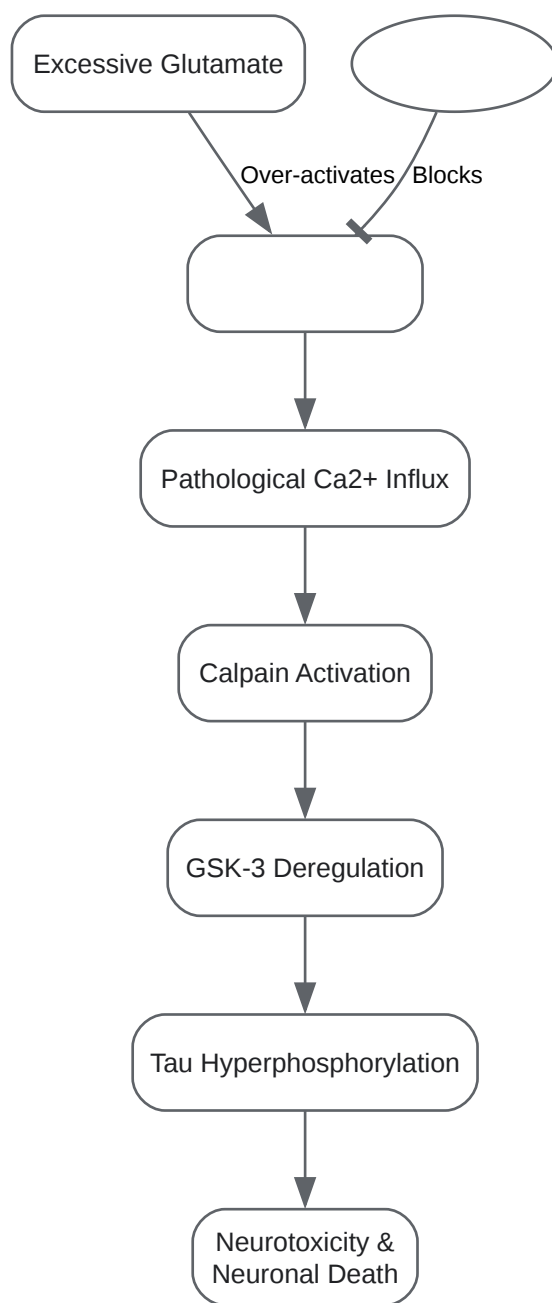 Excessive Glutamate
Over-activates
Blocks
Pathological Ca2+ Influx
Calpain Activation
GSK-3 Deregulation
Tau Hyperphosphorylation
Neurotoxicity &
Neuronal Death